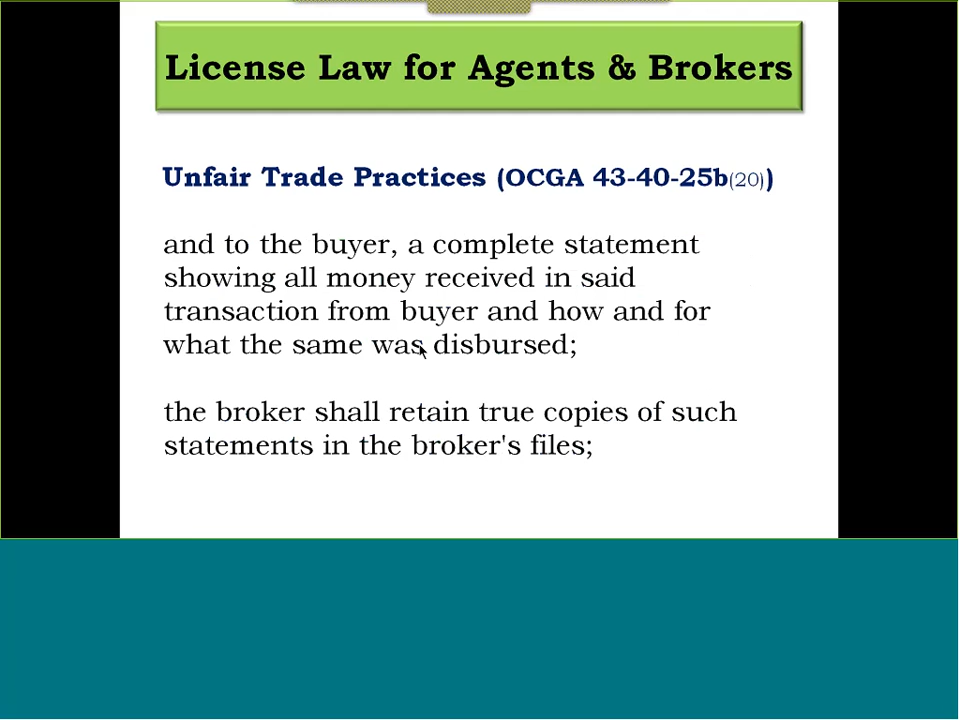 License Law for Agents & Brokers
Unfair Trade Practices (OCGA 43-40-25b(20))
and to the buyer, a complete statement
showing all money received in said
transaction from buyer and how and for
what the same was disbursed;
the broker shall retain true copies of such
statements in the broker's files;